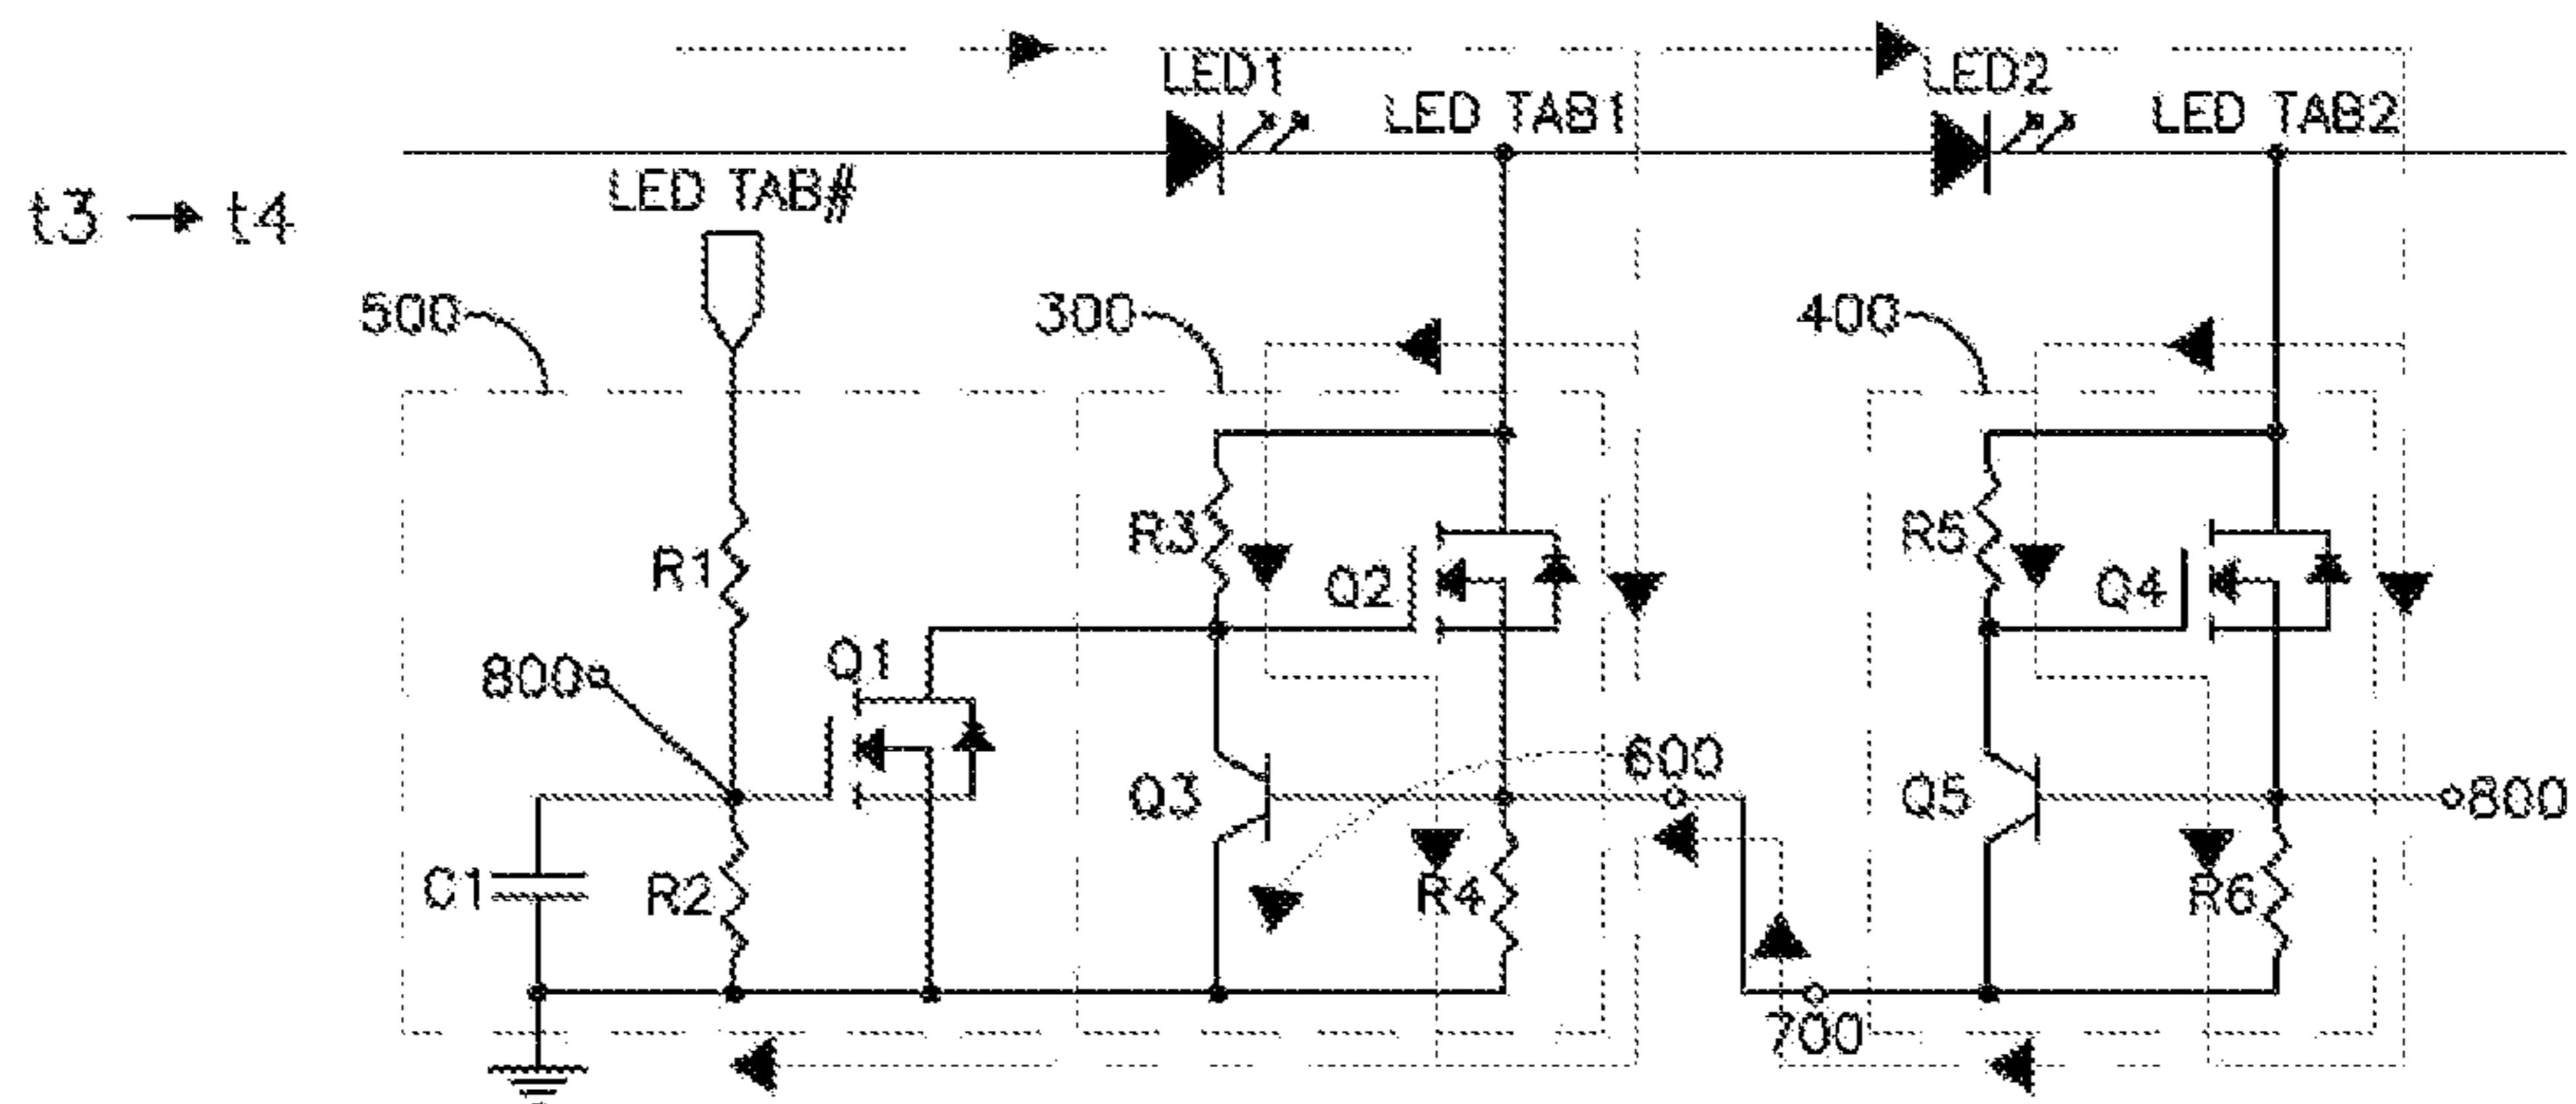 LED1
LED2
LED TAB1
LED TAB2
LED TAB#
t3 → t4
500
300
400
R3
R5
R1
Q2
Q4
Q1
800
600
Q3
Q5
800
C1
R2
R4
R6
700